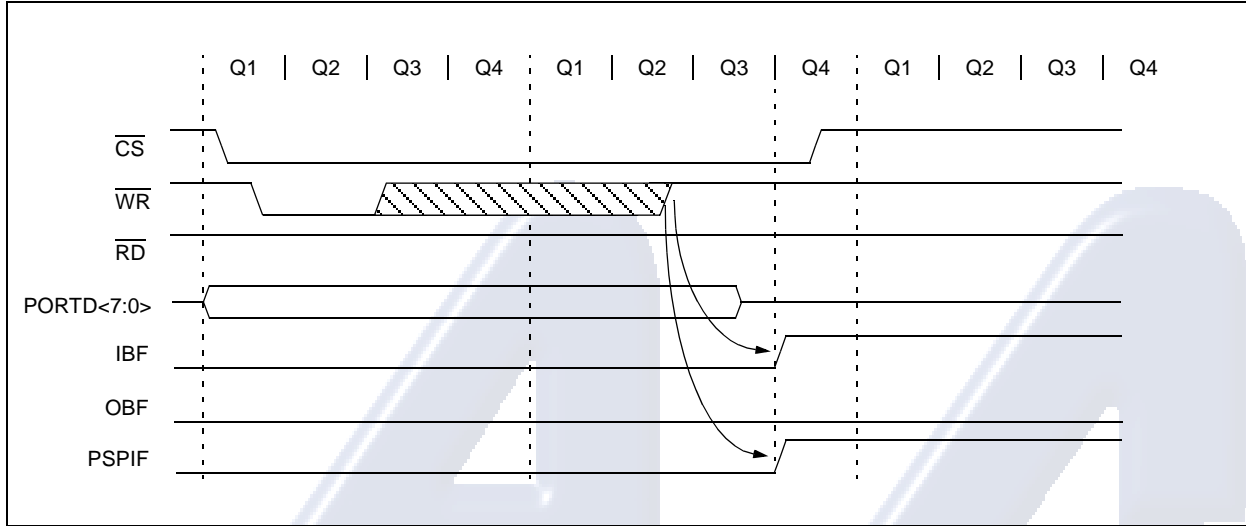 Q1 | Q2 | Q3 | Q4 | Q1 | Q2 | Q3 | Q4 | Q1 | Q2 | Q3 | Q4
CS
WR
RD
PORTD<7:0>
IBF
OBF
PSPIF